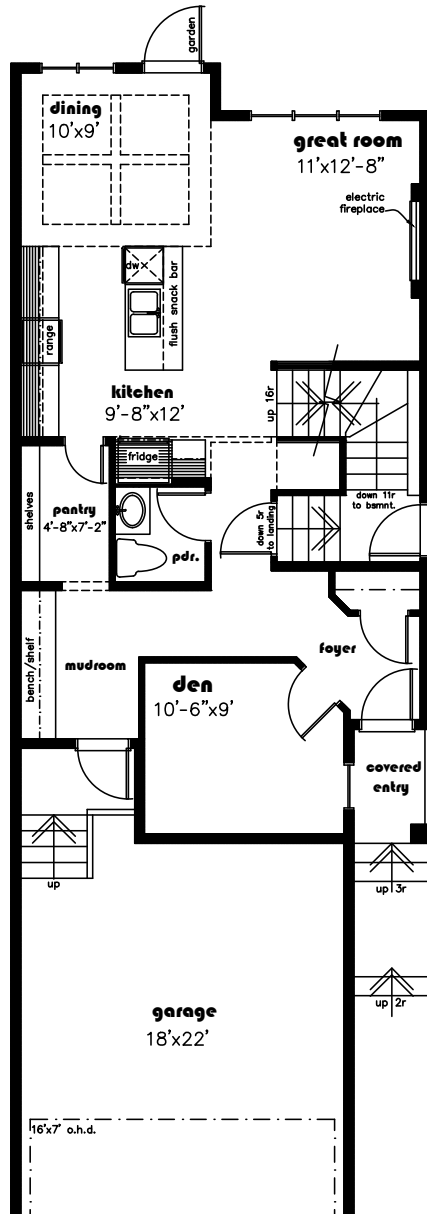 garden
dining
10'x9'
great room
11'x12'-8"
electric
fireplace
dw
flush snack bar
range
kitchen
9'-8"x12'
up 16r
fridge
shelves
pantry
4'-8"x7'-2"
down 11r
to bsmnt.
down 5r
to landing
pdr.
bench/shelf
mudroom
foyer
den
10'-6"x9'
covered
entry
up
up 3r
up 2r
garage
18'x22'
16'x7' o.h.d.